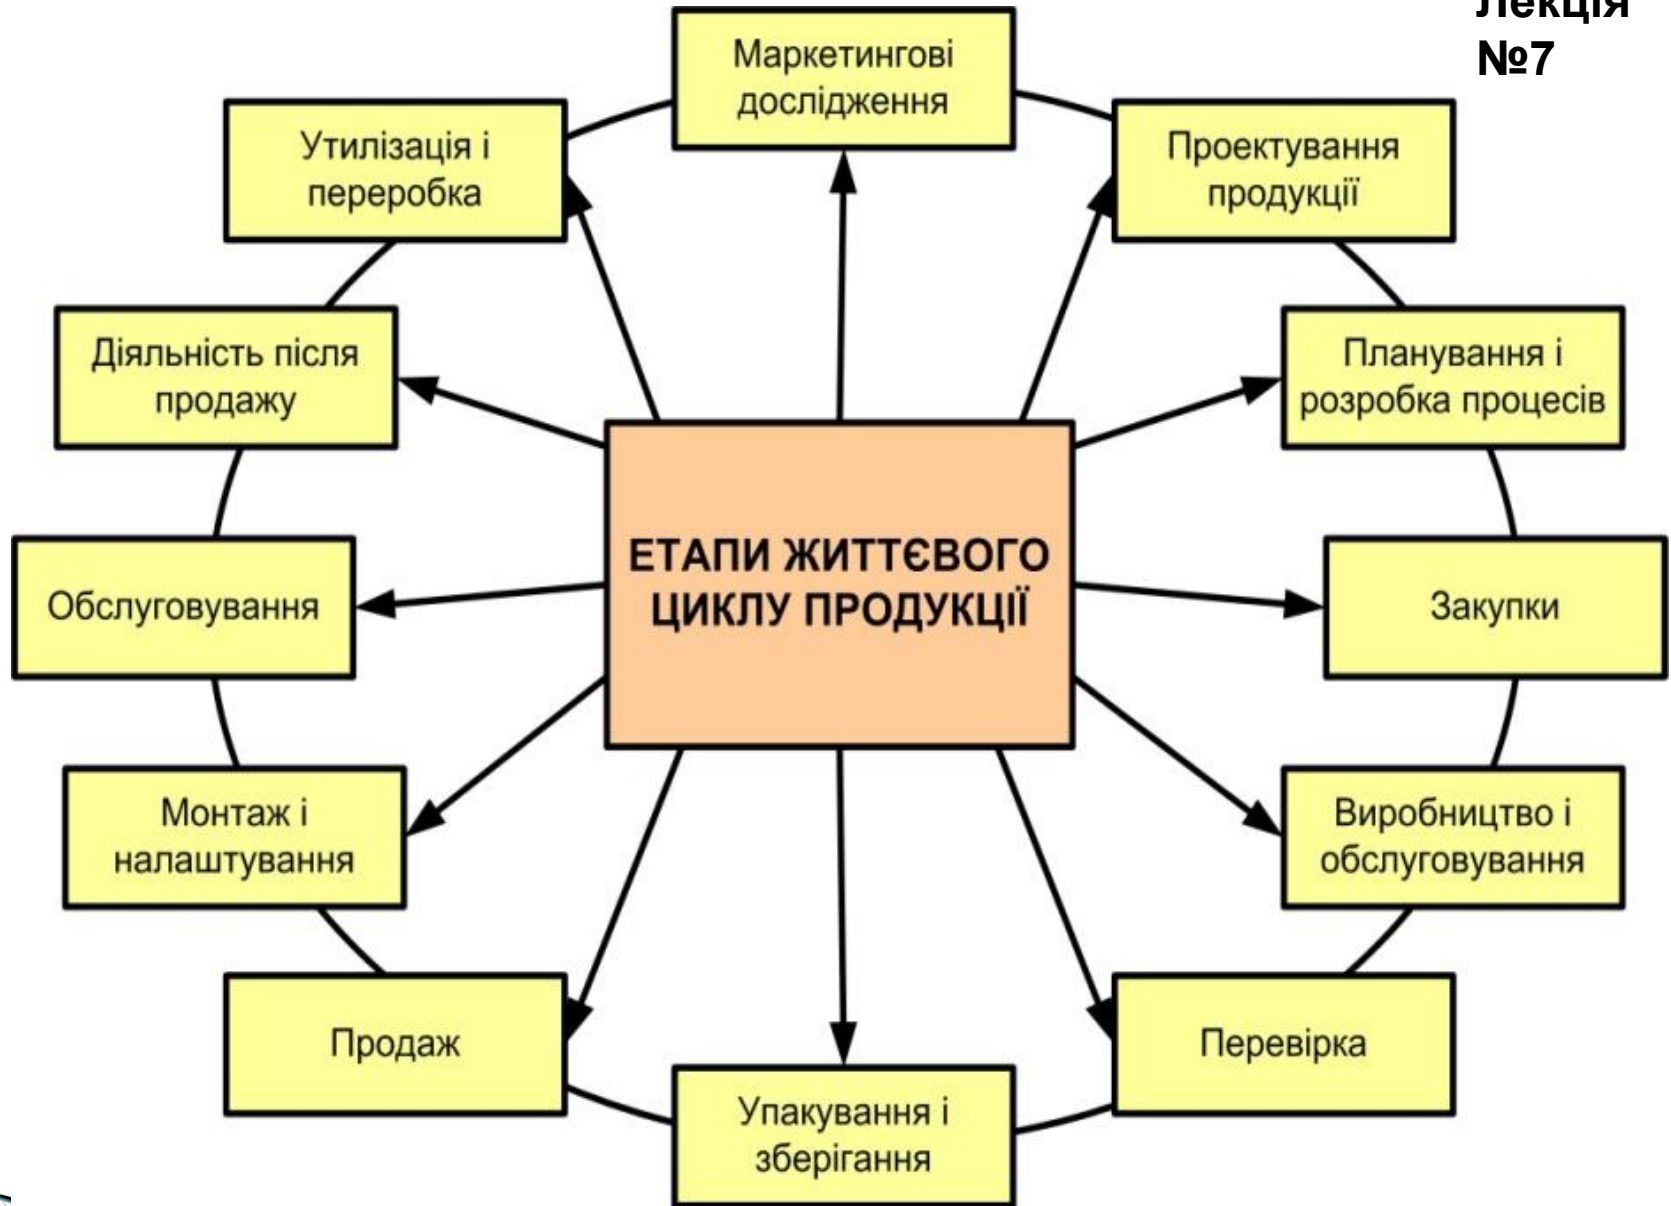 Лекція
№7
Маркетингові
дослідження
Проектування
продукції
Планування і
розробка процесів
Закупки
Виробництво і
обслуговування
Перевірка
Упакування і
зберігання
Продаж
Монтаж і
налаштування
Обслуговування
Діяльність після
продажу
Утилізація і
переробка
ЕТАПИ ЖИТТЄВОГО
ЦИКЛУ ПРОДУКЦІЇ